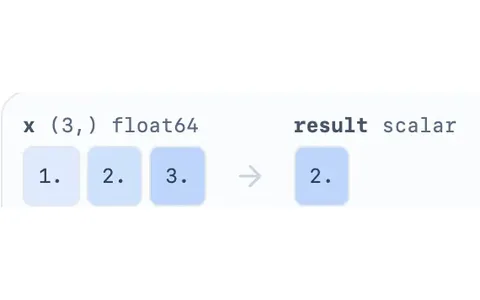 x (3,) float64 result scalar
1. 2. 3. → 2.